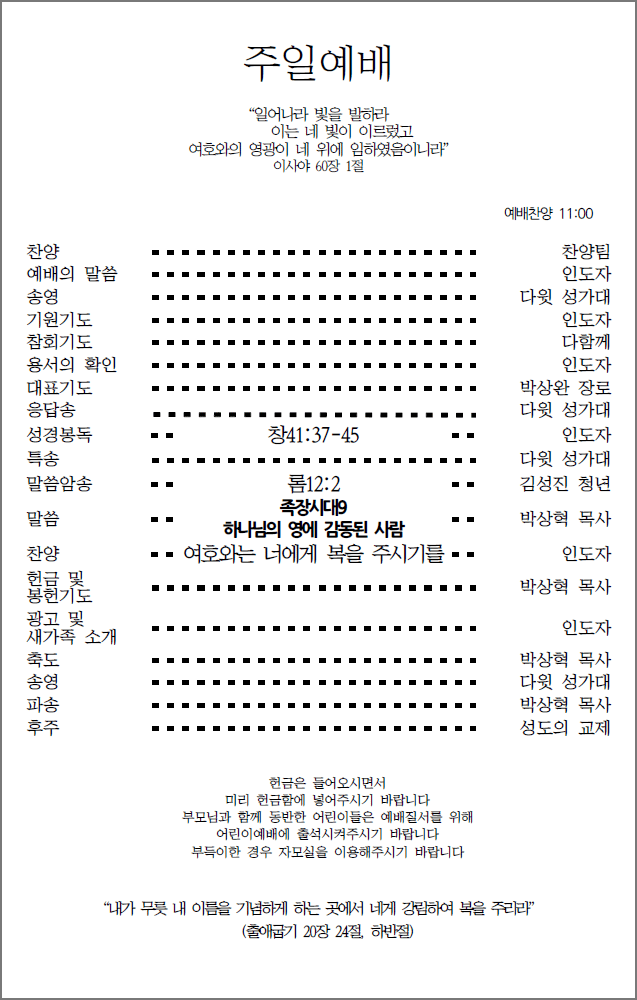 주일예배
“일어나라 빛을 발하라
이는 네 빛이 이르렀고
여호와의 영광이 네 위에 임하였음이니라”
이사야 60장 1절
예배찬양 11:00
찬양 찬양팀
예배의 말씀 인도자
송영 다윗 성가대
기원기도 인도자
참회기도 다함께
용서의 확인 인도자
대표기도 박상완 장로
응답송 다윗 성가대
성경봉독 창41:37-45 인도자
특송 다윗 성가대
말씀암송 롬12:2 김성진 청년
족장시대9
말씀 박상혁 목사
하나님의 영에 감동된 사람
찬양 여호와는 너에게 복을 주시기를 인도자
헌금 및
봉헌기도 박상혁 목사
광고 및
새가족 소개 인도자
축도 박상혁 목사
송영 다윗 성가대
파송 박상혁 목사
후주 성도의 교제
헌금은 들어오시면서
미리 헌금함에 넣어주시기 바랍니다
부모님과 함께 동반한 어린이들은 예배질서를 위해
어린이예배에 출석시켜주시기 바랍니다
부득이한 경우 자모실을 이용해주시기 바랍니다
“내가 무릇 내 이름을 기념하게 하는 곳에서 네게 강림하여 복을 주리라”
(출애굽기 20장 24절, 하반절)